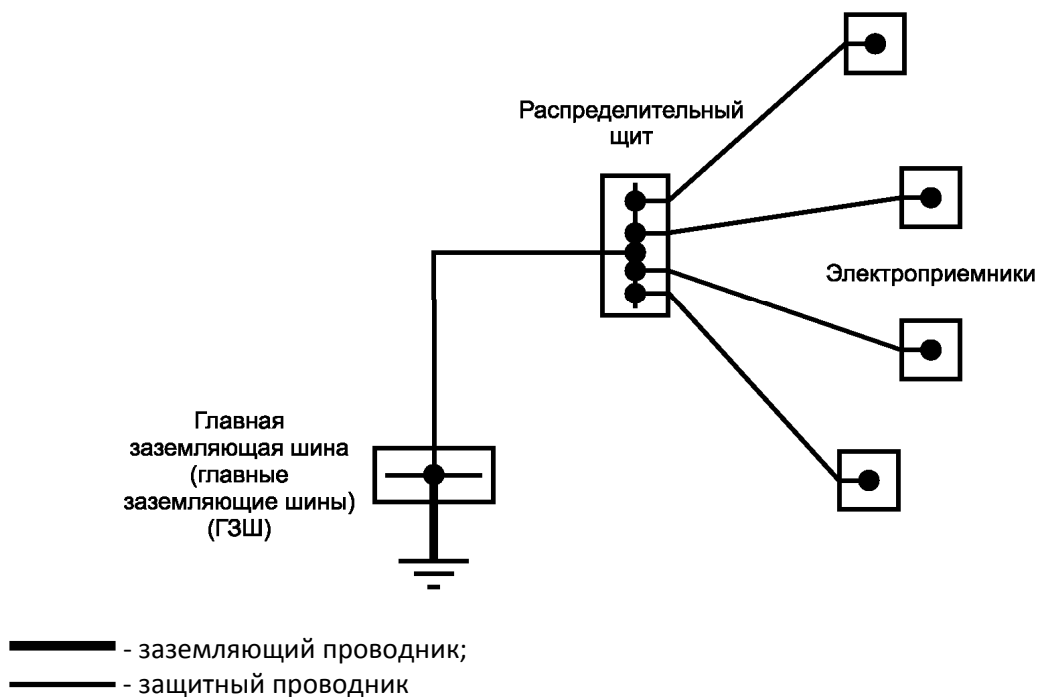 Распределительный
щит
Электроприемники
Главная
заземляющая шина
(главные
заземляющие шины)
(ГЗШ)
- заземляющий проводник;
- защитный проводник